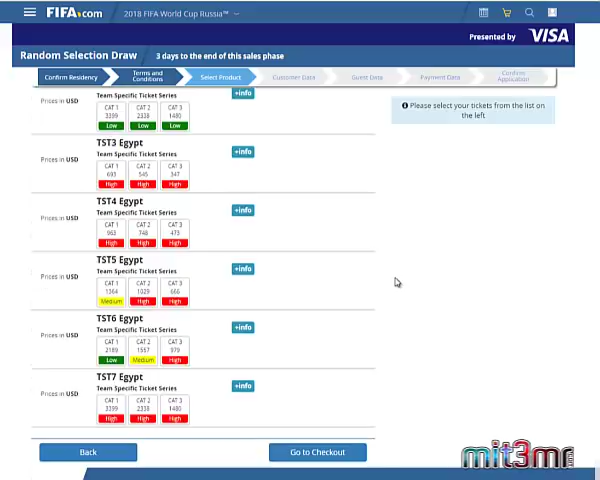 FIFA.com
2018 FIFA World Cup Russia™
Presented by VISA
Random Selection Draw
3 days to the end of this sales phase
Confirm Residency
Terms and Conditions
Select Product
Customer Data
Guest Data
Payment Data
Confirm Application
Prices in USD
Team Specific Ticket Series
+info
CAT 1 CAT 2 CAT 3
3399 2338 1480
Low Low Low
Please select your tickets from the list on the left
TST3 Egypt
Team Specific Ticket Series
+info
Prices in USD
CAT 1 CAT 2 CAT 3
693 545 347
High High High
TST4 Egypt
Team Specific Ticket Series
+info
Prices in USD
CAT 1 CAT 2 CAT 3
963 748 473
High High High
TST5 Egypt
Team Specific Ticket Series
+info
Prices in USD
CAT 1 CAT 2 CAT 3
1364 1029 666
Medium High High
TST6 Egypt
Team Specific Ticket Series
+info
Prices in USD
CAT 1 CAT 2 CAT 3
2189 1557 979
Low Medium High
TST7 Egypt
Team Specific Ticket Series
+info
Prices in USD
CAT 1 CAT 2 CAT 3
3399 2338 1480
High High High
Back
Go to Checkout